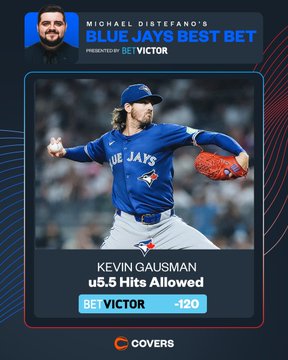 MICHAEL DISTEFANO'S
BLUE JAYS BEST BET
PRESENTED BY BETVICTOR
BLUE JAYS
KEVIN GAUSMAN
u5.5 Hits Allowed
BETVICTOR -120
COVERS